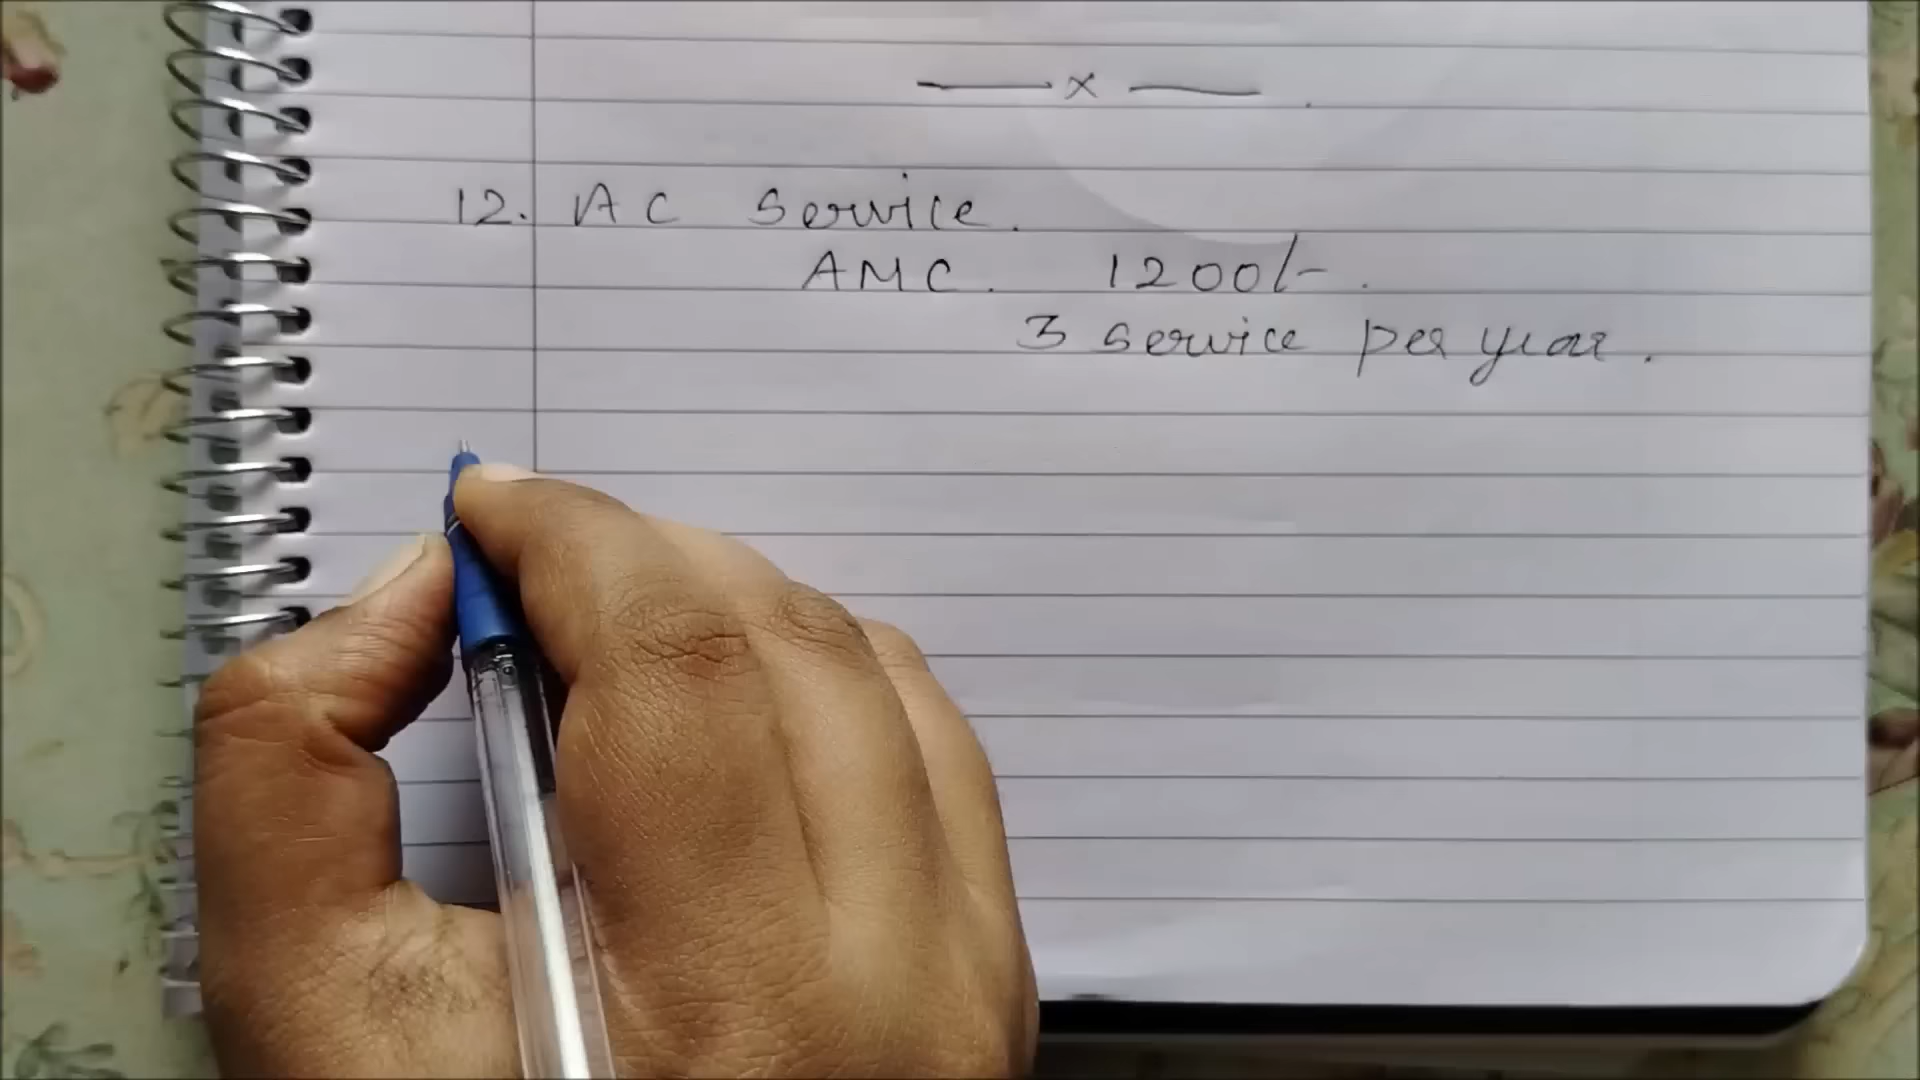 — x — .
12. AC Service.
AMC. 1200/- .
3 service per year.